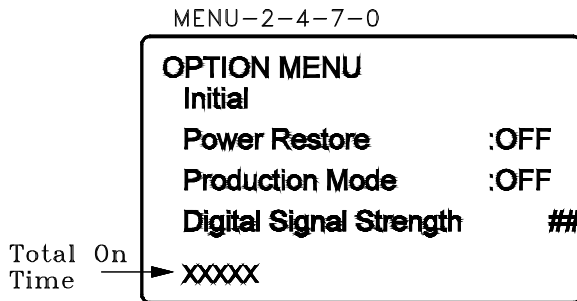 MENU-2-4-7-0
OPTION MENU
Initial
Power Restore :OFF
Production Mode :OFF
Digital Signal Strength ##
Total On
Time
XXXXX